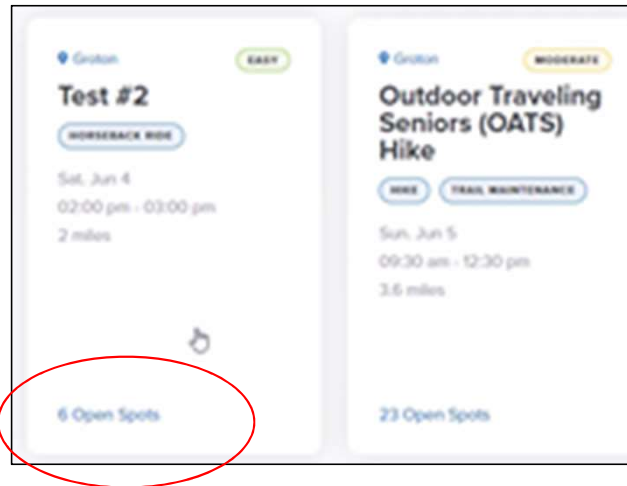 Groton
EASY
Test #2
HORSEBACK RIDE
Sat, Jun 4
02:00 pm - 03:00 pm
2 miles
6 Open Spots
Groton
MODERATE
Outdoor Traveling
Seniors (OATS)
Hike
HIKE
TRAIL MAINTENANCE
Sun, Jun 5
09:30 am - 12:30 pm
3.6 miles
23 Open Spots